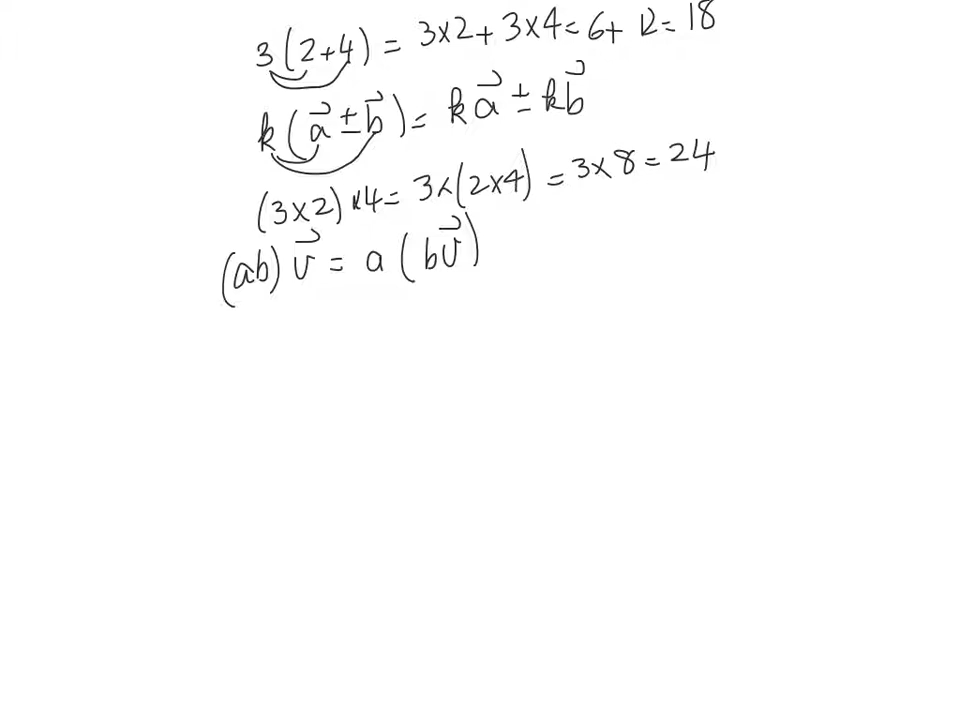 3(2+4) = 3×2+3×4=6+12=18
k(a⃗±b⃗)=ka⃗±kb⃗
(3×2)×4=3×(2×4)=3×8=24
(ab)v⃗=a(bv⃗)